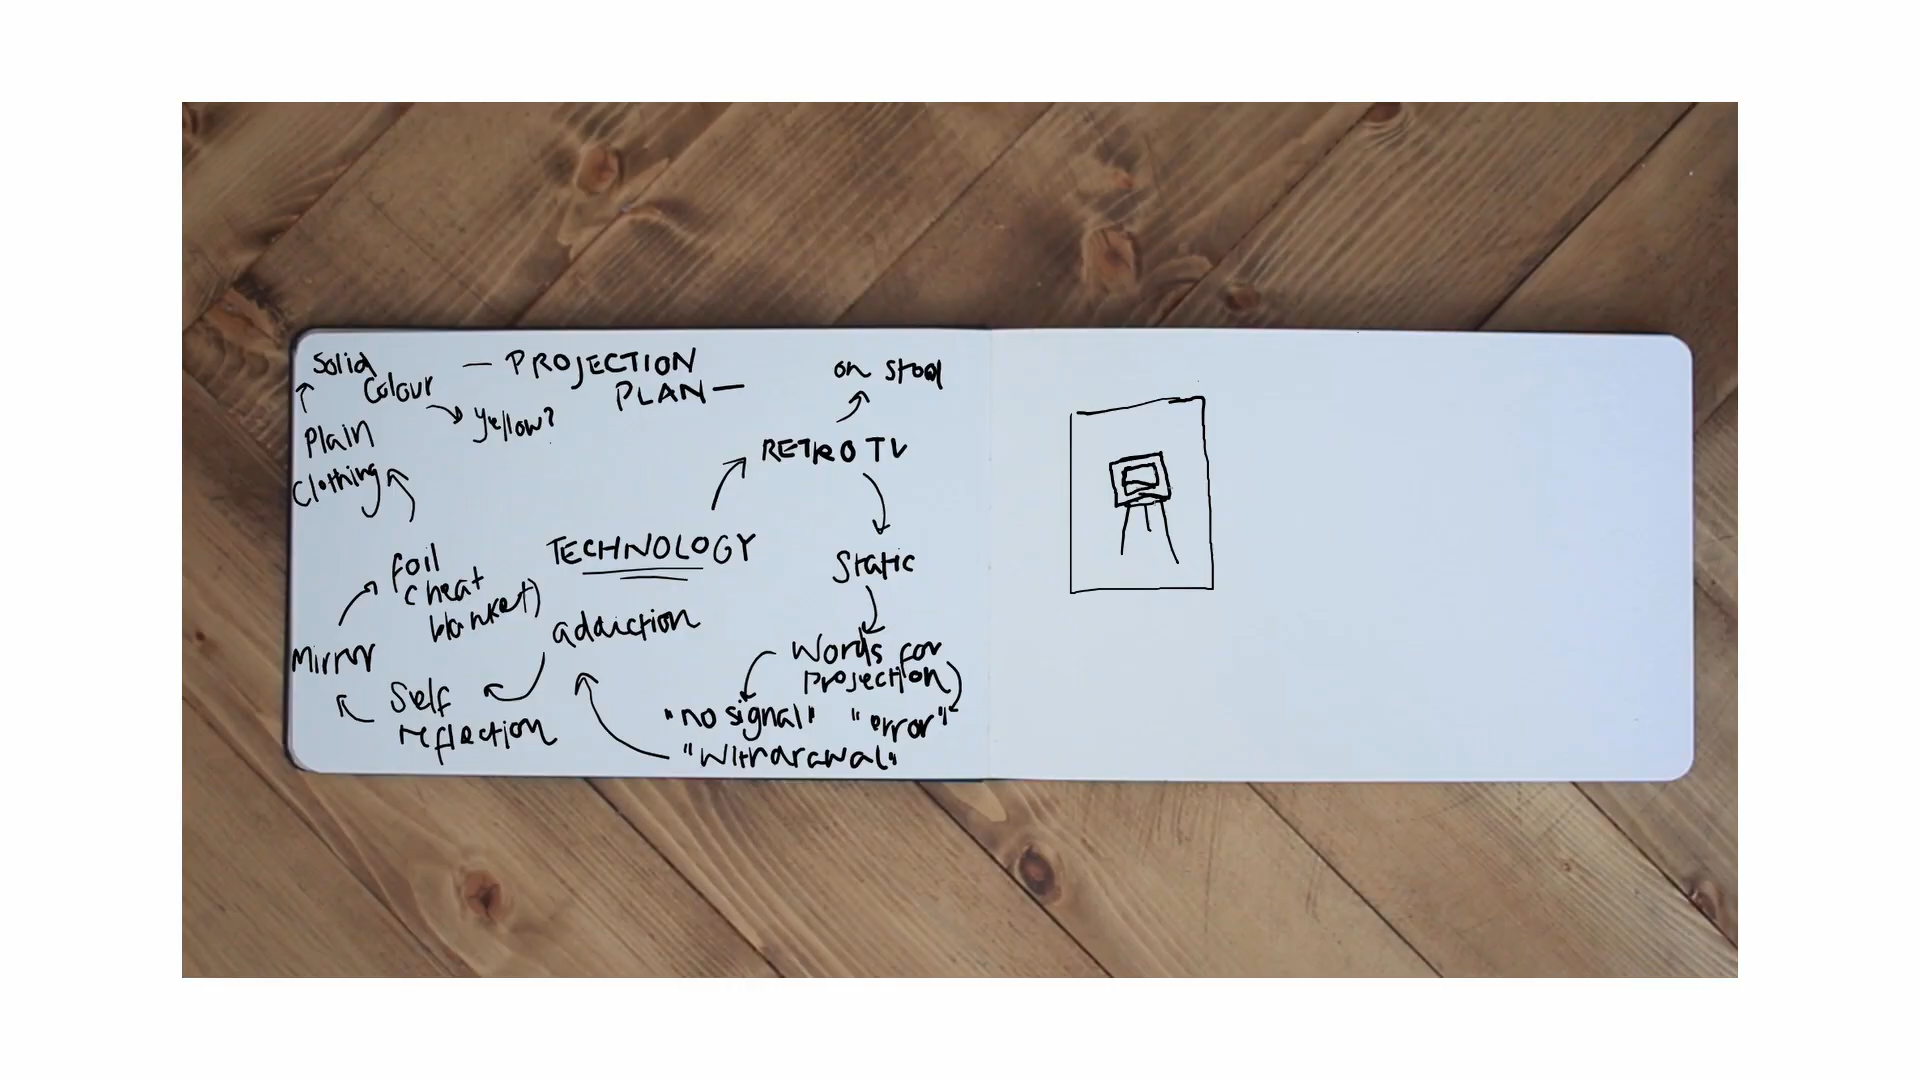 — PROJECTION
PLAN —
Solid
Colour
yellow?
Plain
Clothing
on stool
RETRO TV
TECHNOLOGY
Static
foil
(heat
blanket)
addiction
Words for
projection
Mirror
Self
reflection
"no signal" "error"
"Withdrawal"